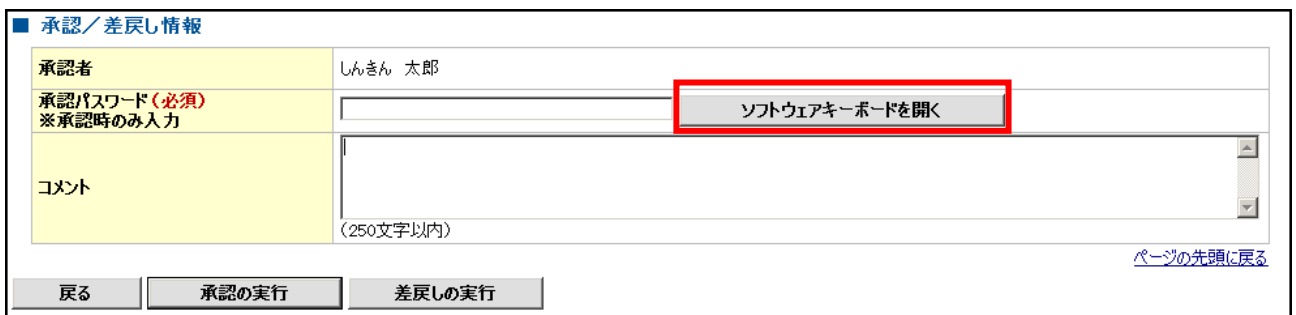 ■ 承認／差戻し情報
承認者
しんきん 太郎
承認パスワード(必須)
※承認時のみ入力
ソフトウェアキーボードを開く
コメント
(250文字以内)
ページの先頭に戻る
戻る 承認の実行 差戻しの実行